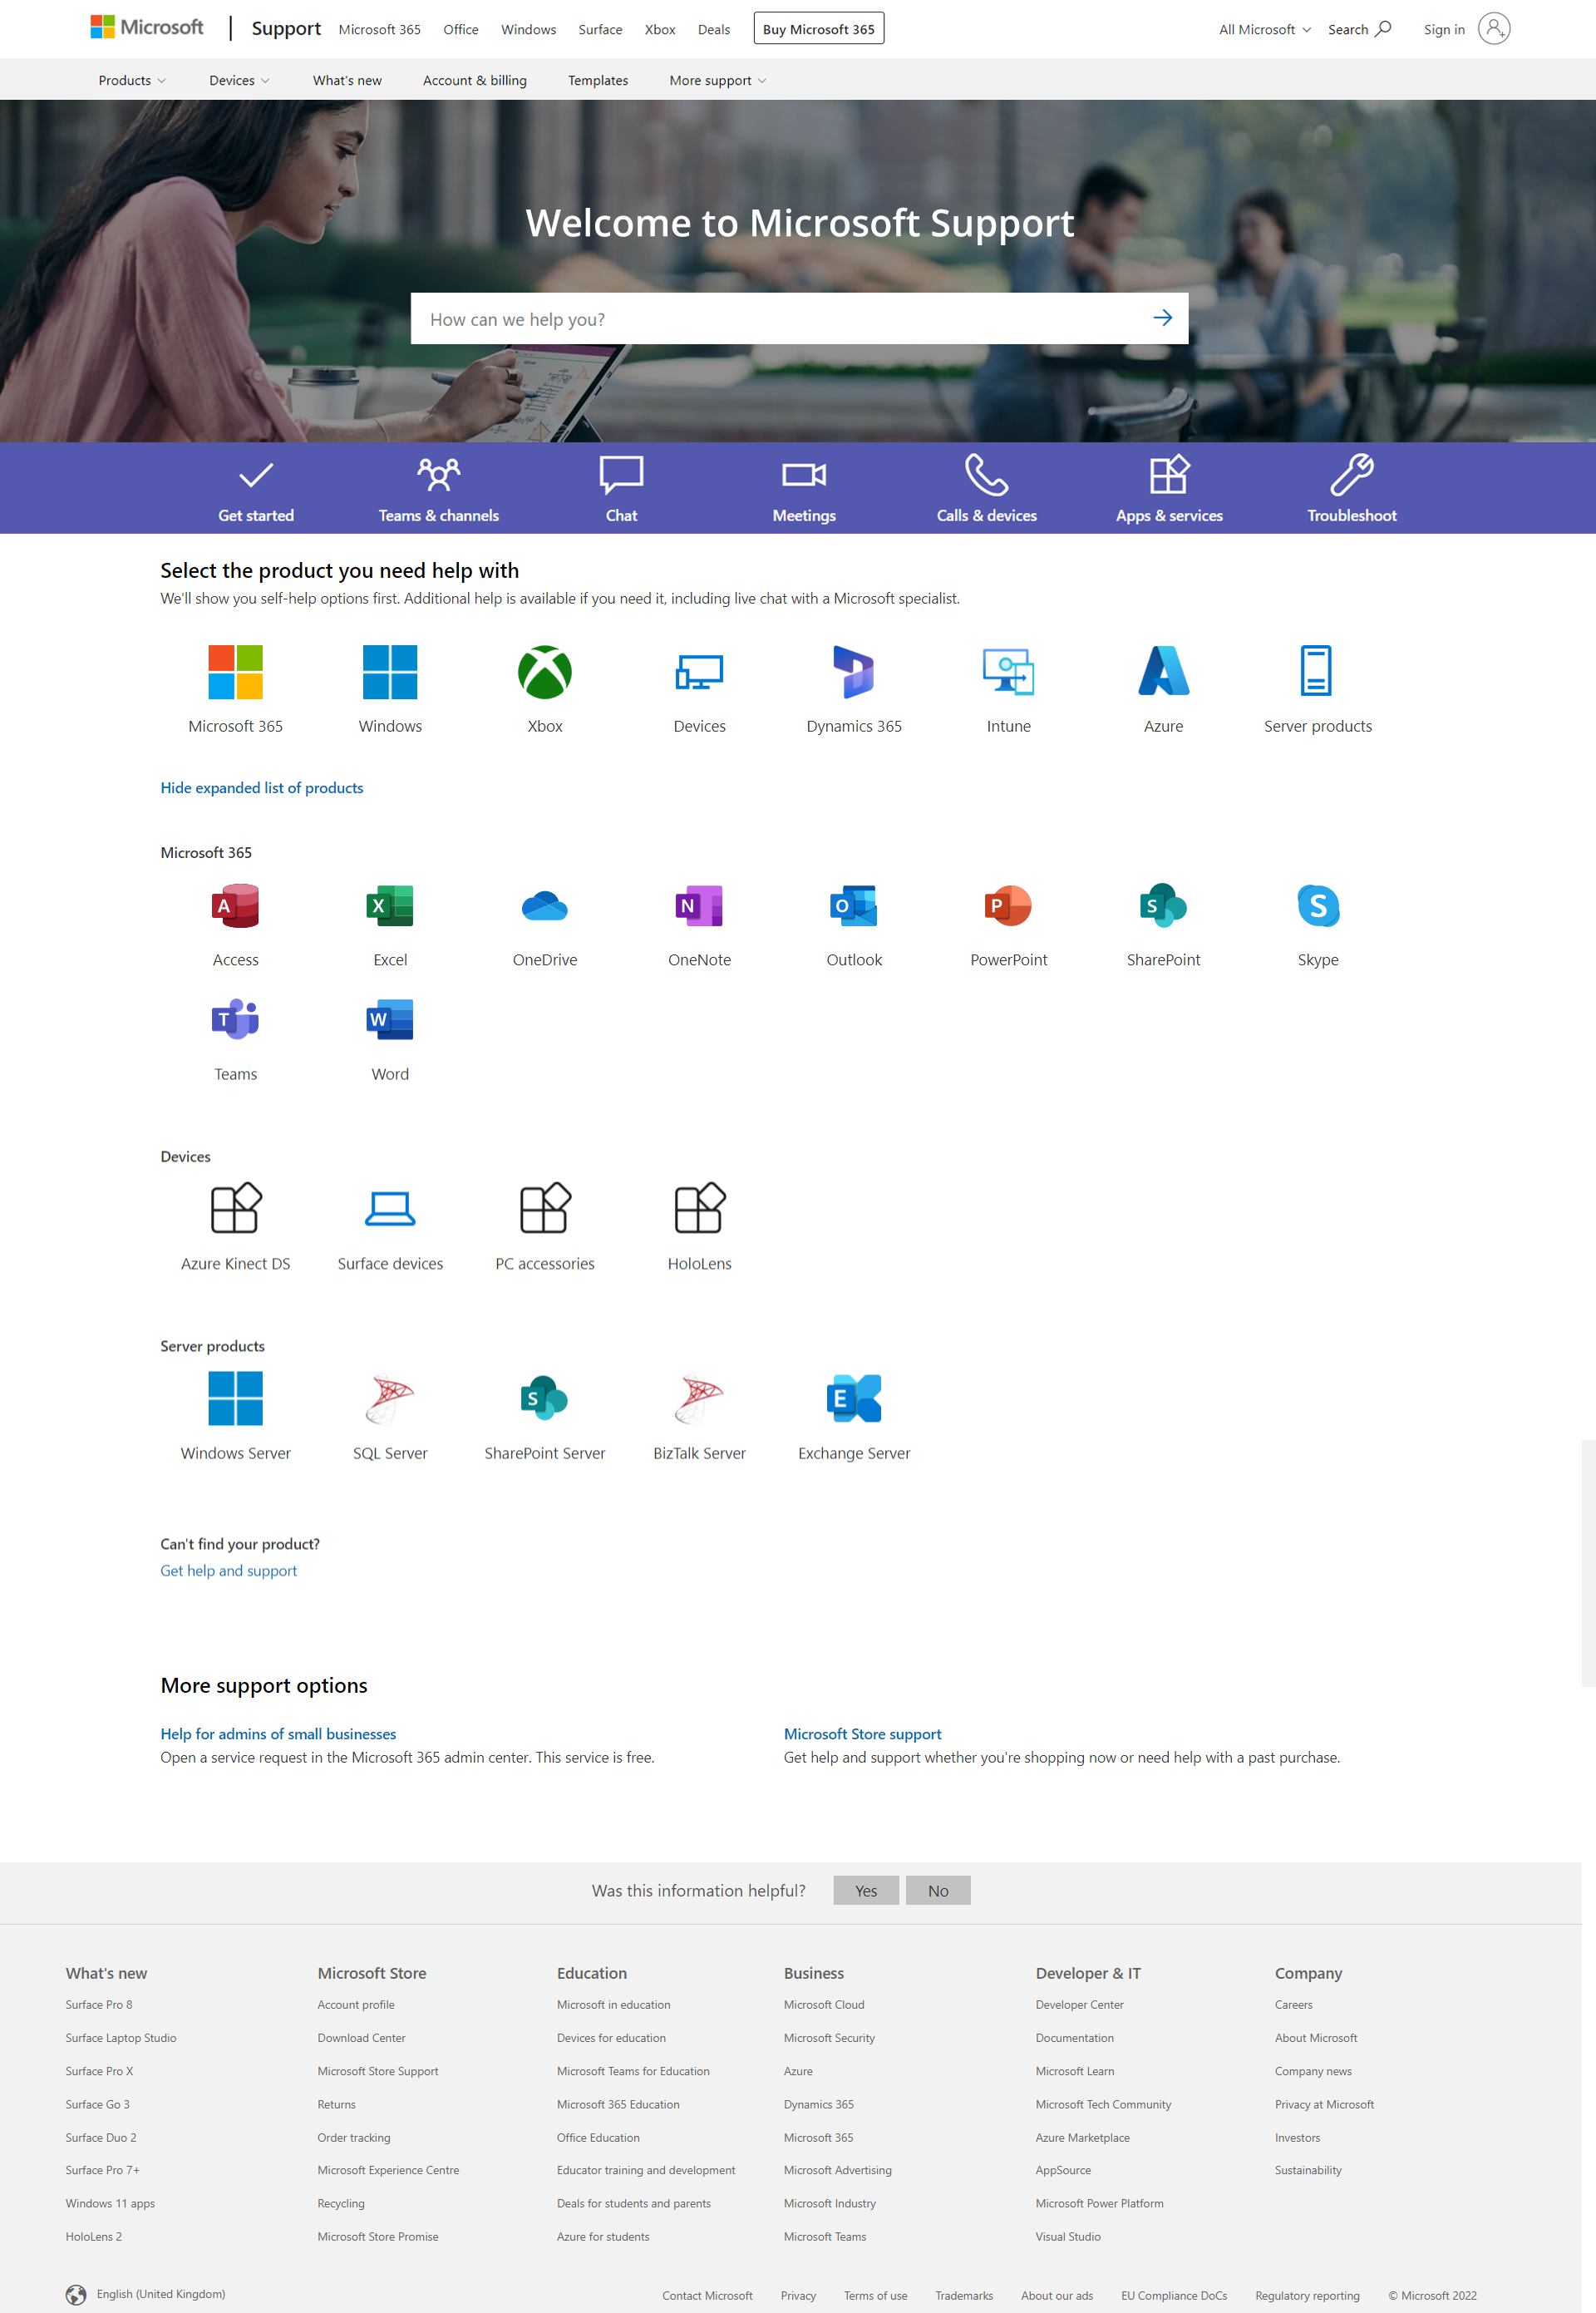 Microsoft Support Microsoft 365 Office Windows Surface Xbox Deals Buy Microsoft 365 All Microsoft Search Sign in
Products Devices What's new Account & billing Templates More support
Welcome to Microsoft Support
How can we help you?
Get started Teams & channels Chat Meetings Calls & devices Apps & services Troubleshoot
Select the product you need help with
We'll show you self-help options first. Additional help is available if you need it, including live chat with a Microsoft specialist.
Microsoft 365 Windows Xbox Devices Dynamics 365 Intune Azure Server products
Hide expanded list of products
Microsoft 365
A X N O P S S
Access Excel OneDrive OneNote Outlook PowerPoint SharePoint Skype
T W
Teams Word
Devices
Azure Kinect DS Surface devices PC accessories HoloLens
Server products
S E
Windows Server SQL Server SharePoint Server BizTalk Server Exchange Server
Can't find your product?
Get help and support
More support options
Help for admins of small businesses Microsoft Store support
Open a service request in the Microsoft 365 admin center. This service is free. Get help and support whether you're shopping now or need help with a past purchase.
Was this information helpful? Yes No
What's new Microsoft Store Education Business Developer & IT Company
Surface Pro 8 Account profile Microsoft in education Microsoft Cloud Developer Center Careers
Surface Laptop Studio Download Center Devices for education Microsoft Security Documentation About Microsoft
Surface Pro X Microsoft Store Support Microsoft Teams for Education Azure Microsoft Learn Company news
Surface Go 3 Returns Microsoft 365 Education Dynamics 365 Microsoft Tech Community Privacy at Microsoft
Surface Duo 2 Order tracking Office Education Microsoft 365 Azure Marketplace Investors
Surface Pro 7+ Microsoft Experience Centre Educator training and development Microsoft Advertising AppSource Sustainability
Windows 11 apps Recycling Deals for students and parents Microsoft Industry Microsoft Power Platform
HoloLens 2 Microsoft Store Promise Azure for students Microsoft Teams Visual Studio
English (United Kingdom) Contact Microsoft Privacy Terms of use Trademarks About our ads EU Compliance DoCs Regulatory reporting © Microsoft 2022